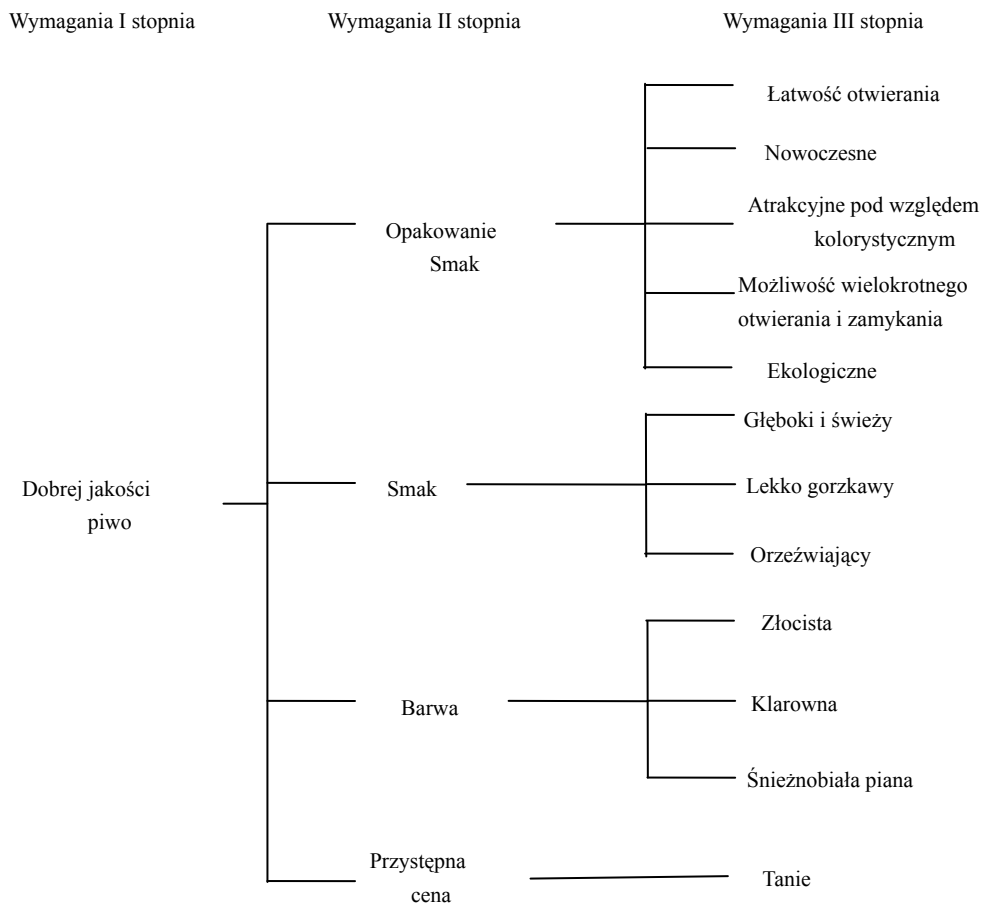 Wymagania I stopnia
Wymagania II stopnia
Wymagania III stopnia
Łatwość otwierania
Nowoczesne
Atrakcyjne pod względem
kolorystycznym
Opakowanie
Smak
Możliwość wielokrotnego
otwierania i zamykania
Ekologiczne
Głęboki i świeży
Dobrej jakości
piwo
Smak
Lekko gorzkawy
Orzeźwiający
Złocista
Barwa
Klarowna
Śnieżnobiała piana
Przystępna
cena
Tanie